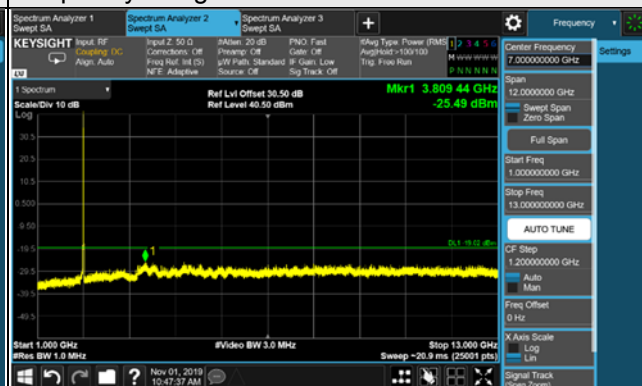 Spectrum Analyzer 1
Swept SA
Spectrum Analyzer 2
Swept SA
Spectrum Analyzer 3
Swept SA
+
Frequency
KEYSIGHT
Input: RF
Coupling: DC
Align: Auto
Input Z: 50 Ω
Corrections: Off
Freq Ref: Int (S)
NFE: Adaptive
#Atten: 20 dB
Preamp: Off
µW Path: Standard
Source: Off
PNO: Fast
Gate: Off
IF Gain: Low
Sig Track: Off
#Avg Type: Power (RMS)
Avg|Hold:>100/100
Trig: Free Run
1 2 3 4 5 6
M W W W W W
P N N N N N
LXI
1 Spectrum
Scale/Div 10 dB
Log
Ref Lvl Offset 30.50 dB
Ref Level 40.50 dBm
Mkr1 3.809 44 GHz
-25.49 dBm
30.5
20.5
10.5
0.500
-9.50
-19.5
-29.5
-39.5
-49.5
1
Start 1.000 GHz
#Res BW 1.0 MHz
#Video BW 3.0 MHz
Stop 13.000 GHz
Sweep ~20.9 ms (25001 pts)
Nov 01, 2019
10:47:37 AM
Center Frequency
7.000000000 GHz
Settings
Span
12.0000000 GHz
Swept Span
Zero Span
Full Span
Start Freq
1.000000000 GHz
Stop Freq
13.000000000 GHz
AUTO TUNE
CF Step
1.200000000 GHz
Auto
Man
Freq Offset
0 Hz
X Axis Scale
Log
Lin
Signal Track
(Span Zoom)